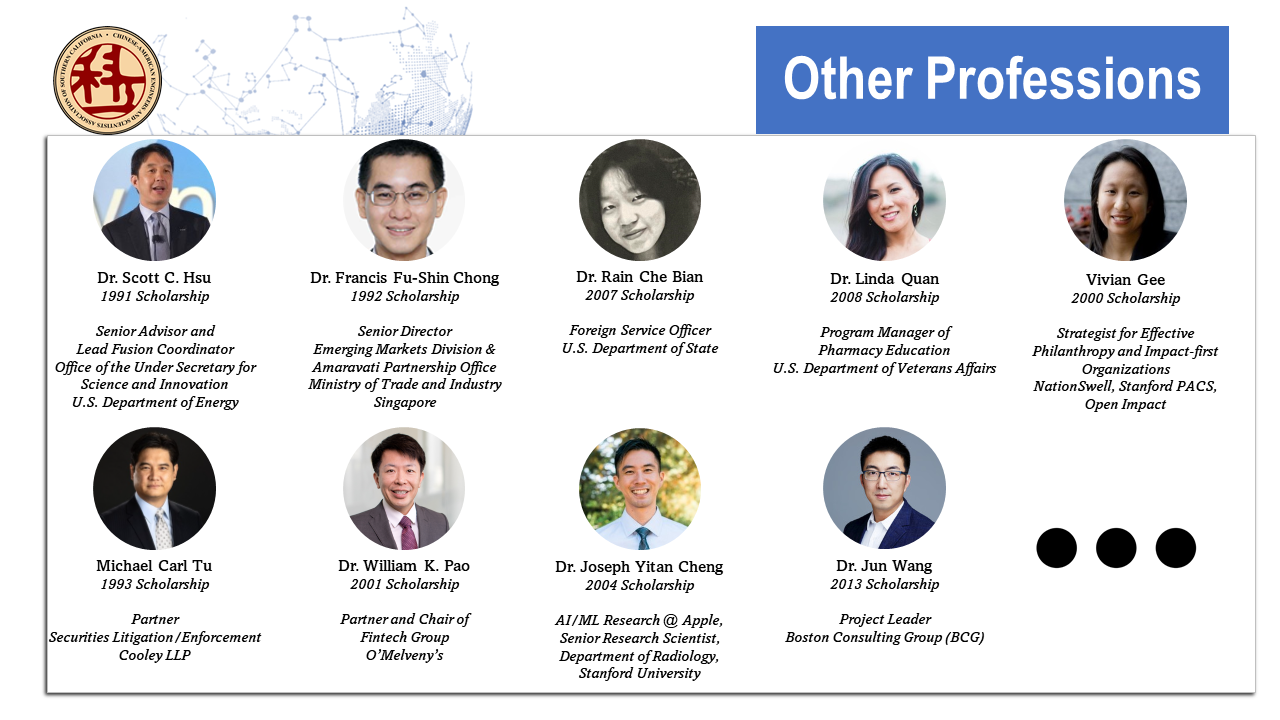 CHINESE-AMERICAN ENGINEERS AND SCIENTISTS ASSOCIATION OF SOUTHERN CALIFORNIA •
科
Other Professions
Dr. Scott C. Hsu
1991 Scholarship
Senior Advisor and
Lead Fusion Coordinator
Office of the Under Secretary for
Science and Innovation
U.S. Department of Energy
Dr. Francis Fu-Shin Chong
1992 Scholarship
Senior Director
Emerging Markets Division &
Amaravati Partnership Office
Ministry of Trade and Industry
Singapore
Dr. Rain Che Bian
2007 Scholarship
Foreign Service Officer
U.S. Department of State
Dr. Linda Quan
2008 Scholarship
Program Manager of
Pharmacy Education
U.S. Department of Veterans Affairs
Vivian Gee
2000 Scholarship
Strategist for Effective
Philanthropy and Impact-first
Organizations
NationSwell, Stanford PACS,
Open Impact
Michael Carl Tu
1993 Scholarship
Partner
Securities Litigation/Enforcement
Cooley LLP
Dr. William K. Pao
2001 Scholarship
Partner and Chair of
Fintech Group
O'Melveny's
Dr. Joseph Yitan Cheng
2004 Scholarship
AI/ML Research @ Apple,
Senior Research Scientist,
Department of Radiology,
Stanford University
Dr. Jun Wang
2013 Scholarship
Project Leader
Boston Consulting Group (BCG)